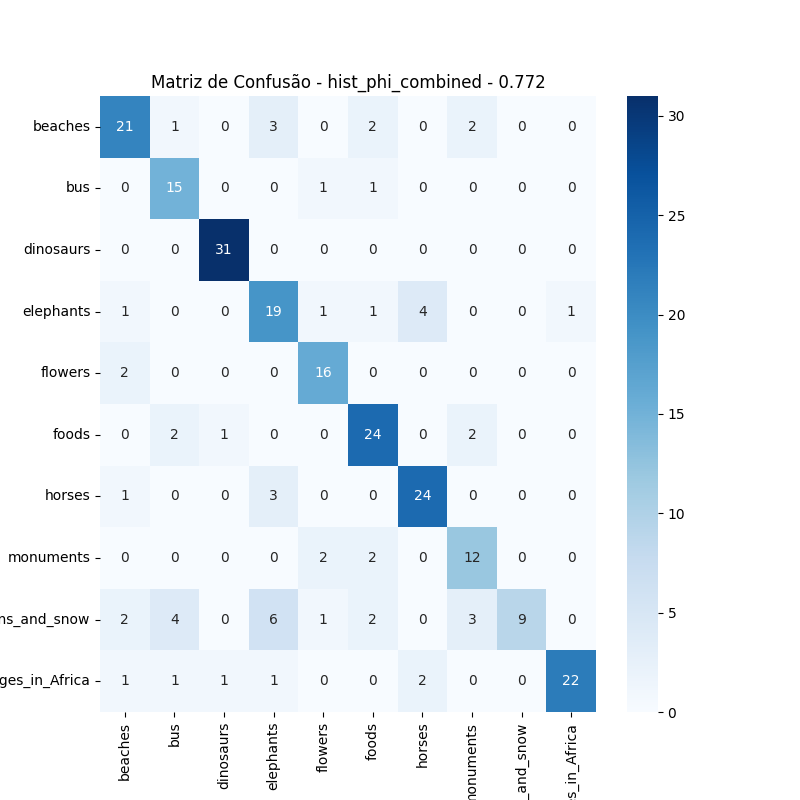 Matriz de Confusão - hist_phi_combined - 0.772
beaches 21 1 0 3 0 2 0 2 0 0
bus 0 15 0 0 1 1 0 0 0 0
dinosaurs 0 0 31 0 0 0 0 0 0 0
elephants 1 0 0 19 1 1 4 0 0 1
flowers 2 0 0 0 16 0 0 0 0 0
foods 0 2 1 0 0 24 0 2 0 0
horses 1 0 0 3 0 0 24 0 0 0
monuments 0 0 0 0 2 2 0 12 0 0
ns_and_snow 2 4 0 6 1 2 0 3 9 0
ges_in_Africa 1 1 1 1 0 0 2 0 0 22
beaches
bus
dinosaurs
elephants
flowers
foods
horses
monuments
_and_snow
es_in_Africa
30
25
20
15
10
5
0